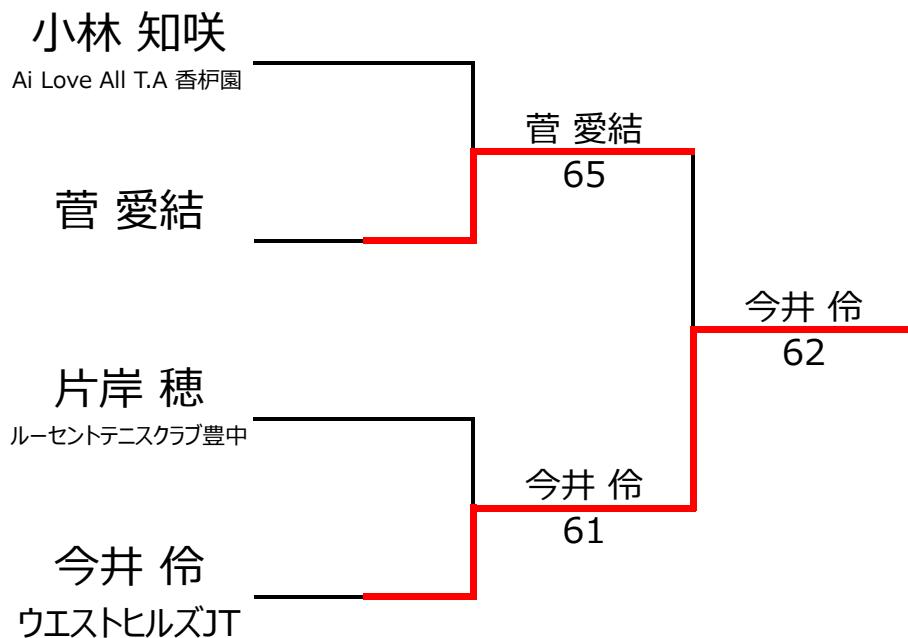 小林 知咲
Ai Love All T.A 香枦園
菅 愛結
65
菅 愛結
今井 伶
62
片岸 穂
ルーセントテニスクラブ豊中
今井 伶
61
今井 伶
ウエストヒルズJT